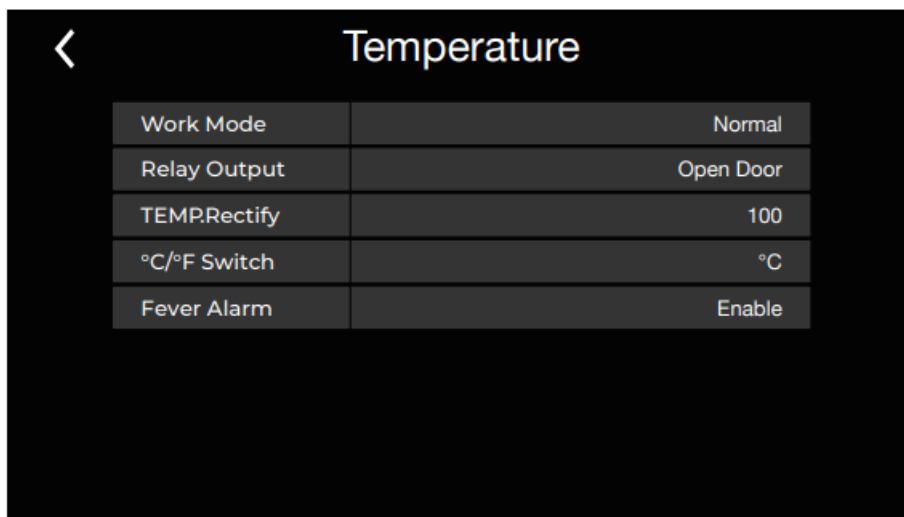 Temperature
Work Mode Normal
Relay Output Open Door
TEMP.Rectify 100
°C/°F Switch °C
Fever Alarm Enable